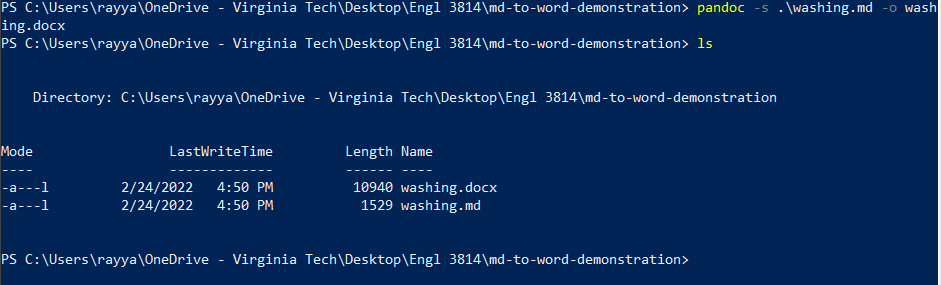 PS C:\Users\rayya\OneDrive - Virginia Tech\Desktop\Engl 3814\md-to-word-demonstration> pandoc -s .\washing.md -o wash
ing.docx
PS C:\Users\rayya\OneDrive - Virginia Tech\Desktop\Engl 3814\md-to-word-demonstration> ls
Directory: C:\Users\rayya\OneDrive - Virginia Tech\Desktop\Engl 3814\md-to-word-demonstration
Mode LastWriteTime Length Name
---- ------------- ------ ----
-a---l 2/24/2022 4:50 PM 10940 washing.docx
-a---l 2/24/2022 4:50 PM 1529 washing.md
PS C:\Users\rayya\OneDrive - Virginia Tech\Desktop\Engl 3814\md-to-word-demonstration>